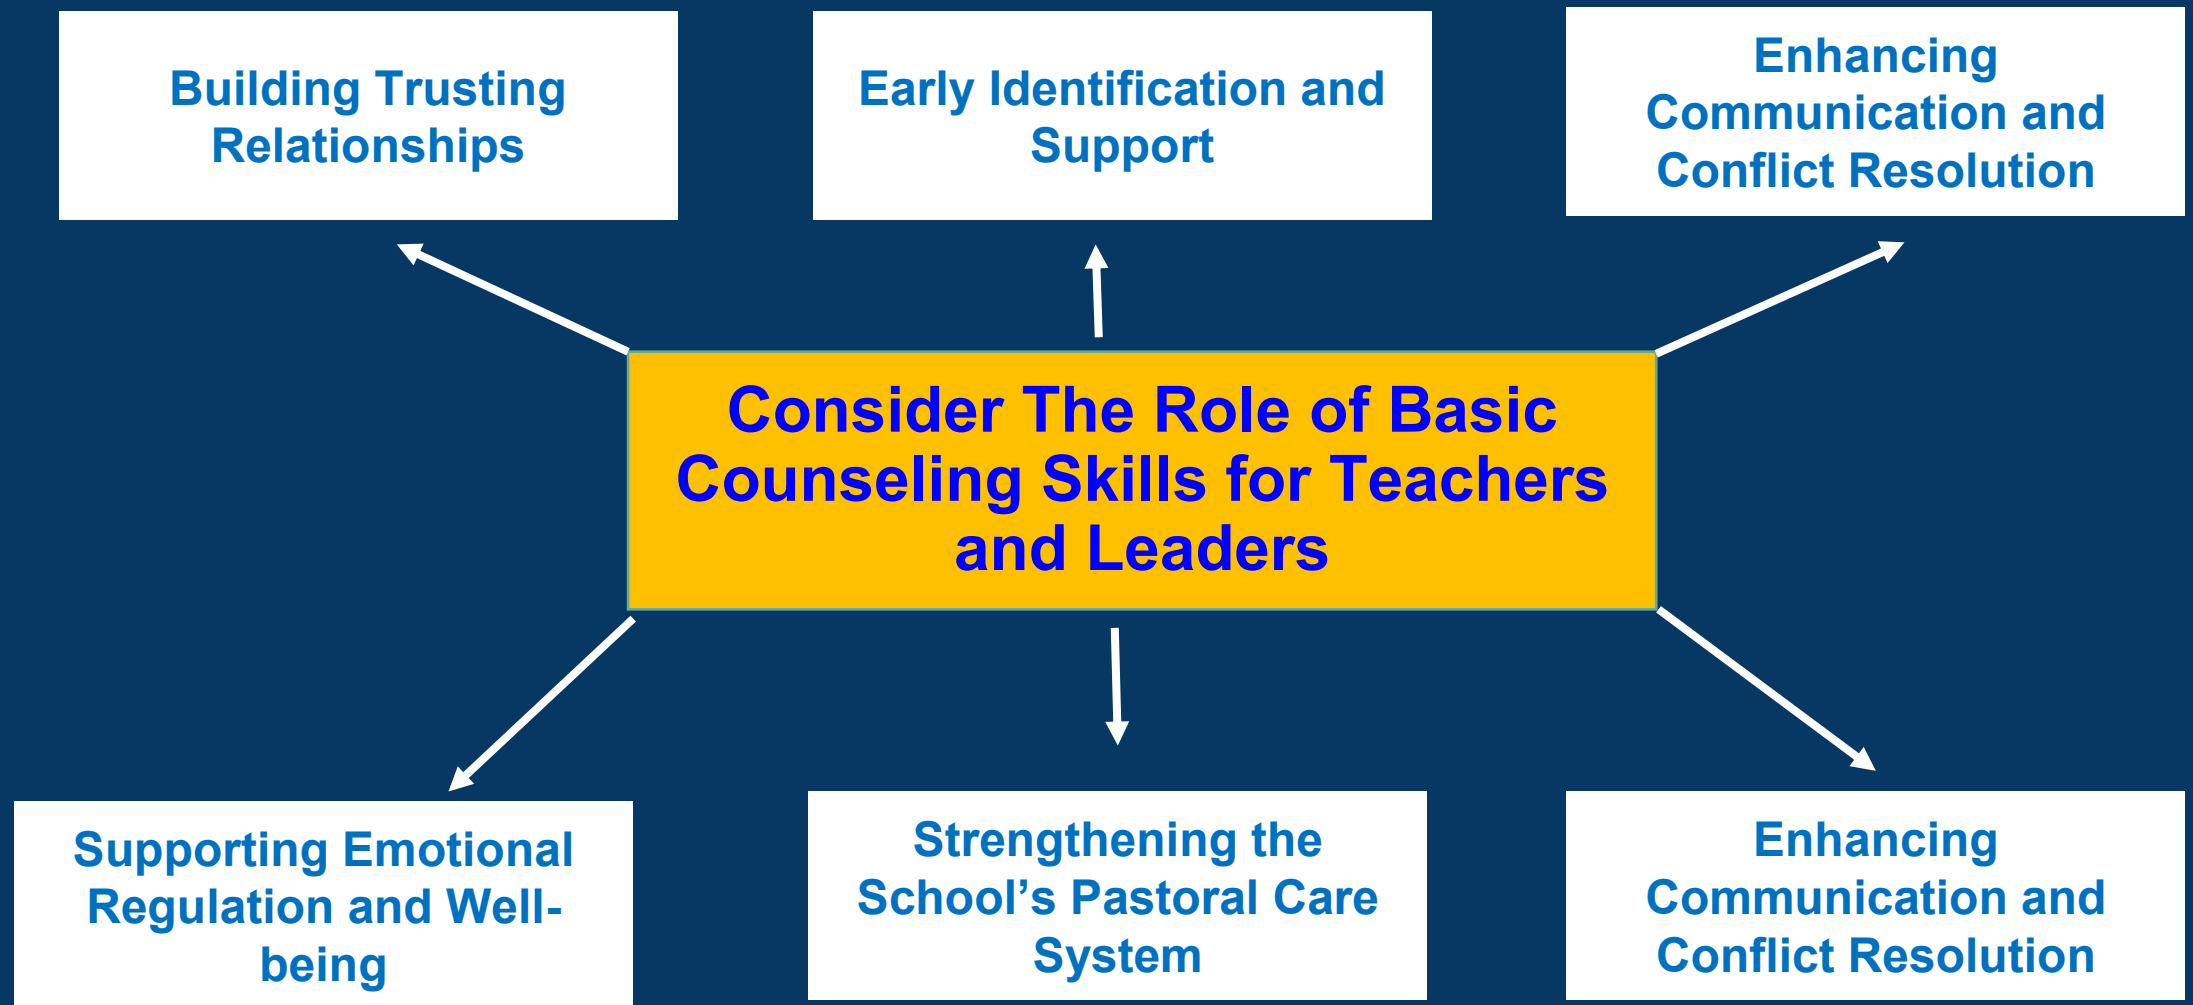 Building Trusting
Relationships
Early Identification and
Support
Enhancing
Communication and
Conflict Resolution
Consider The Role of Basic
Counseling Skills for Teachers
and Leaders
Supporting Emotional
Regulation and Well-
being
Strengthening the
School’s Pastoral Care
System
Enhancing
Communication and
Conflict Resolution